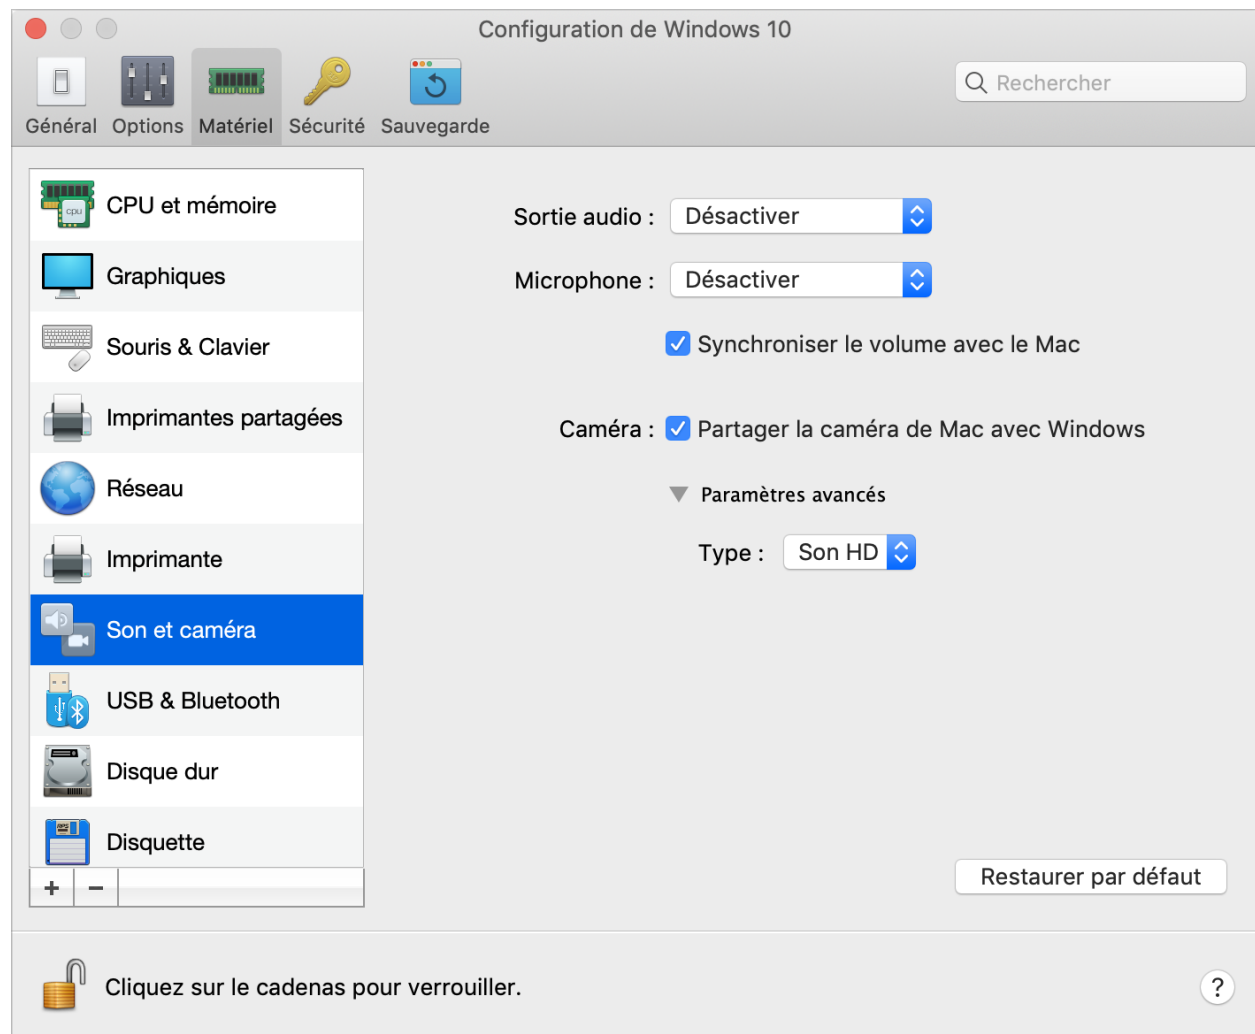 Configuration de Windows 10
Général Options Matériel Sécurité Sauvegarde
Rechercher
CPU et mémoire
Graphiques
Souris & Clavier
Imprimantes partagées
Réseau
Imprimante
Son et caméra
USB & Bluetooth
Disque dur
Disquette
+ −
Sortie audio : Désactiver
Microphone : Désactiver
Synchroniser le volume avec le Mac
Caméra : Partager la caméra de Mac avec Windows
Paramètres avancés
Type : Son HD
Restaurer par défaut
Cliquez sur le cadenas pour verrouiller.
?